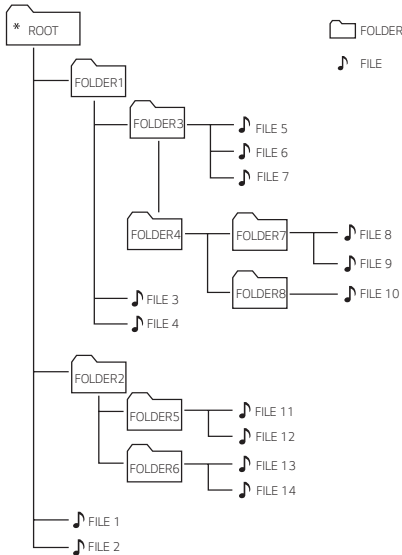 * ROOT
FOLDER
FILE
FOLDER1
FOLDER3
FILE 5
FILE 6
FILE 7
FOLDER4
FOLDER7
FILE 8
FILE 9
FOLDER8
FILE 10
FILE 3
FILE 4
FOLDER2
FOLDER5
FILE 11
FILE 12
FOLDER6
FILE 13
FILE 14
FILE 1
FILE 2